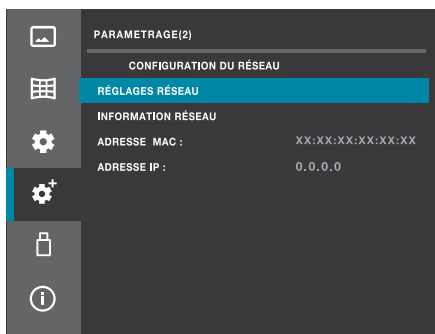 PARAMETRAGE(2)
CONFIGURATION DU RÉSEAU
RÉGLAGES RÉSEAU
INFORMATION RÉSEAU
ADRESSE MAC : XX:XX:XX:XX:XX:XX
ADRESSE IP : 0.0.0.0